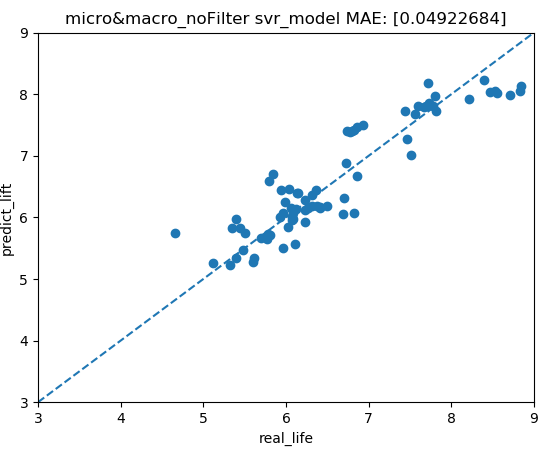 micro&macro_noFilter svr_model MAE: [0.04922684]
9
8
7
6
5
4
3
predict_lift
3 4 5 6 7 8 9
real_life